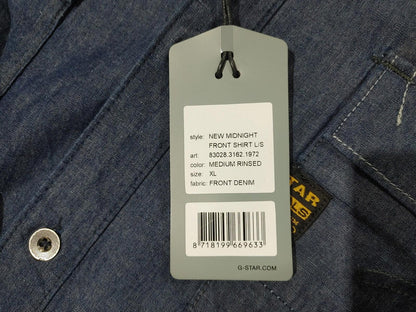 style: NEW MIDNIGHT
FRONT SHIRT L/S
art: 83028.3162.1972
color: MEDIUM RINSED
size: XL
fabric: FRONT DENIM
8 718199 669633
G-STAR.COM
STAR